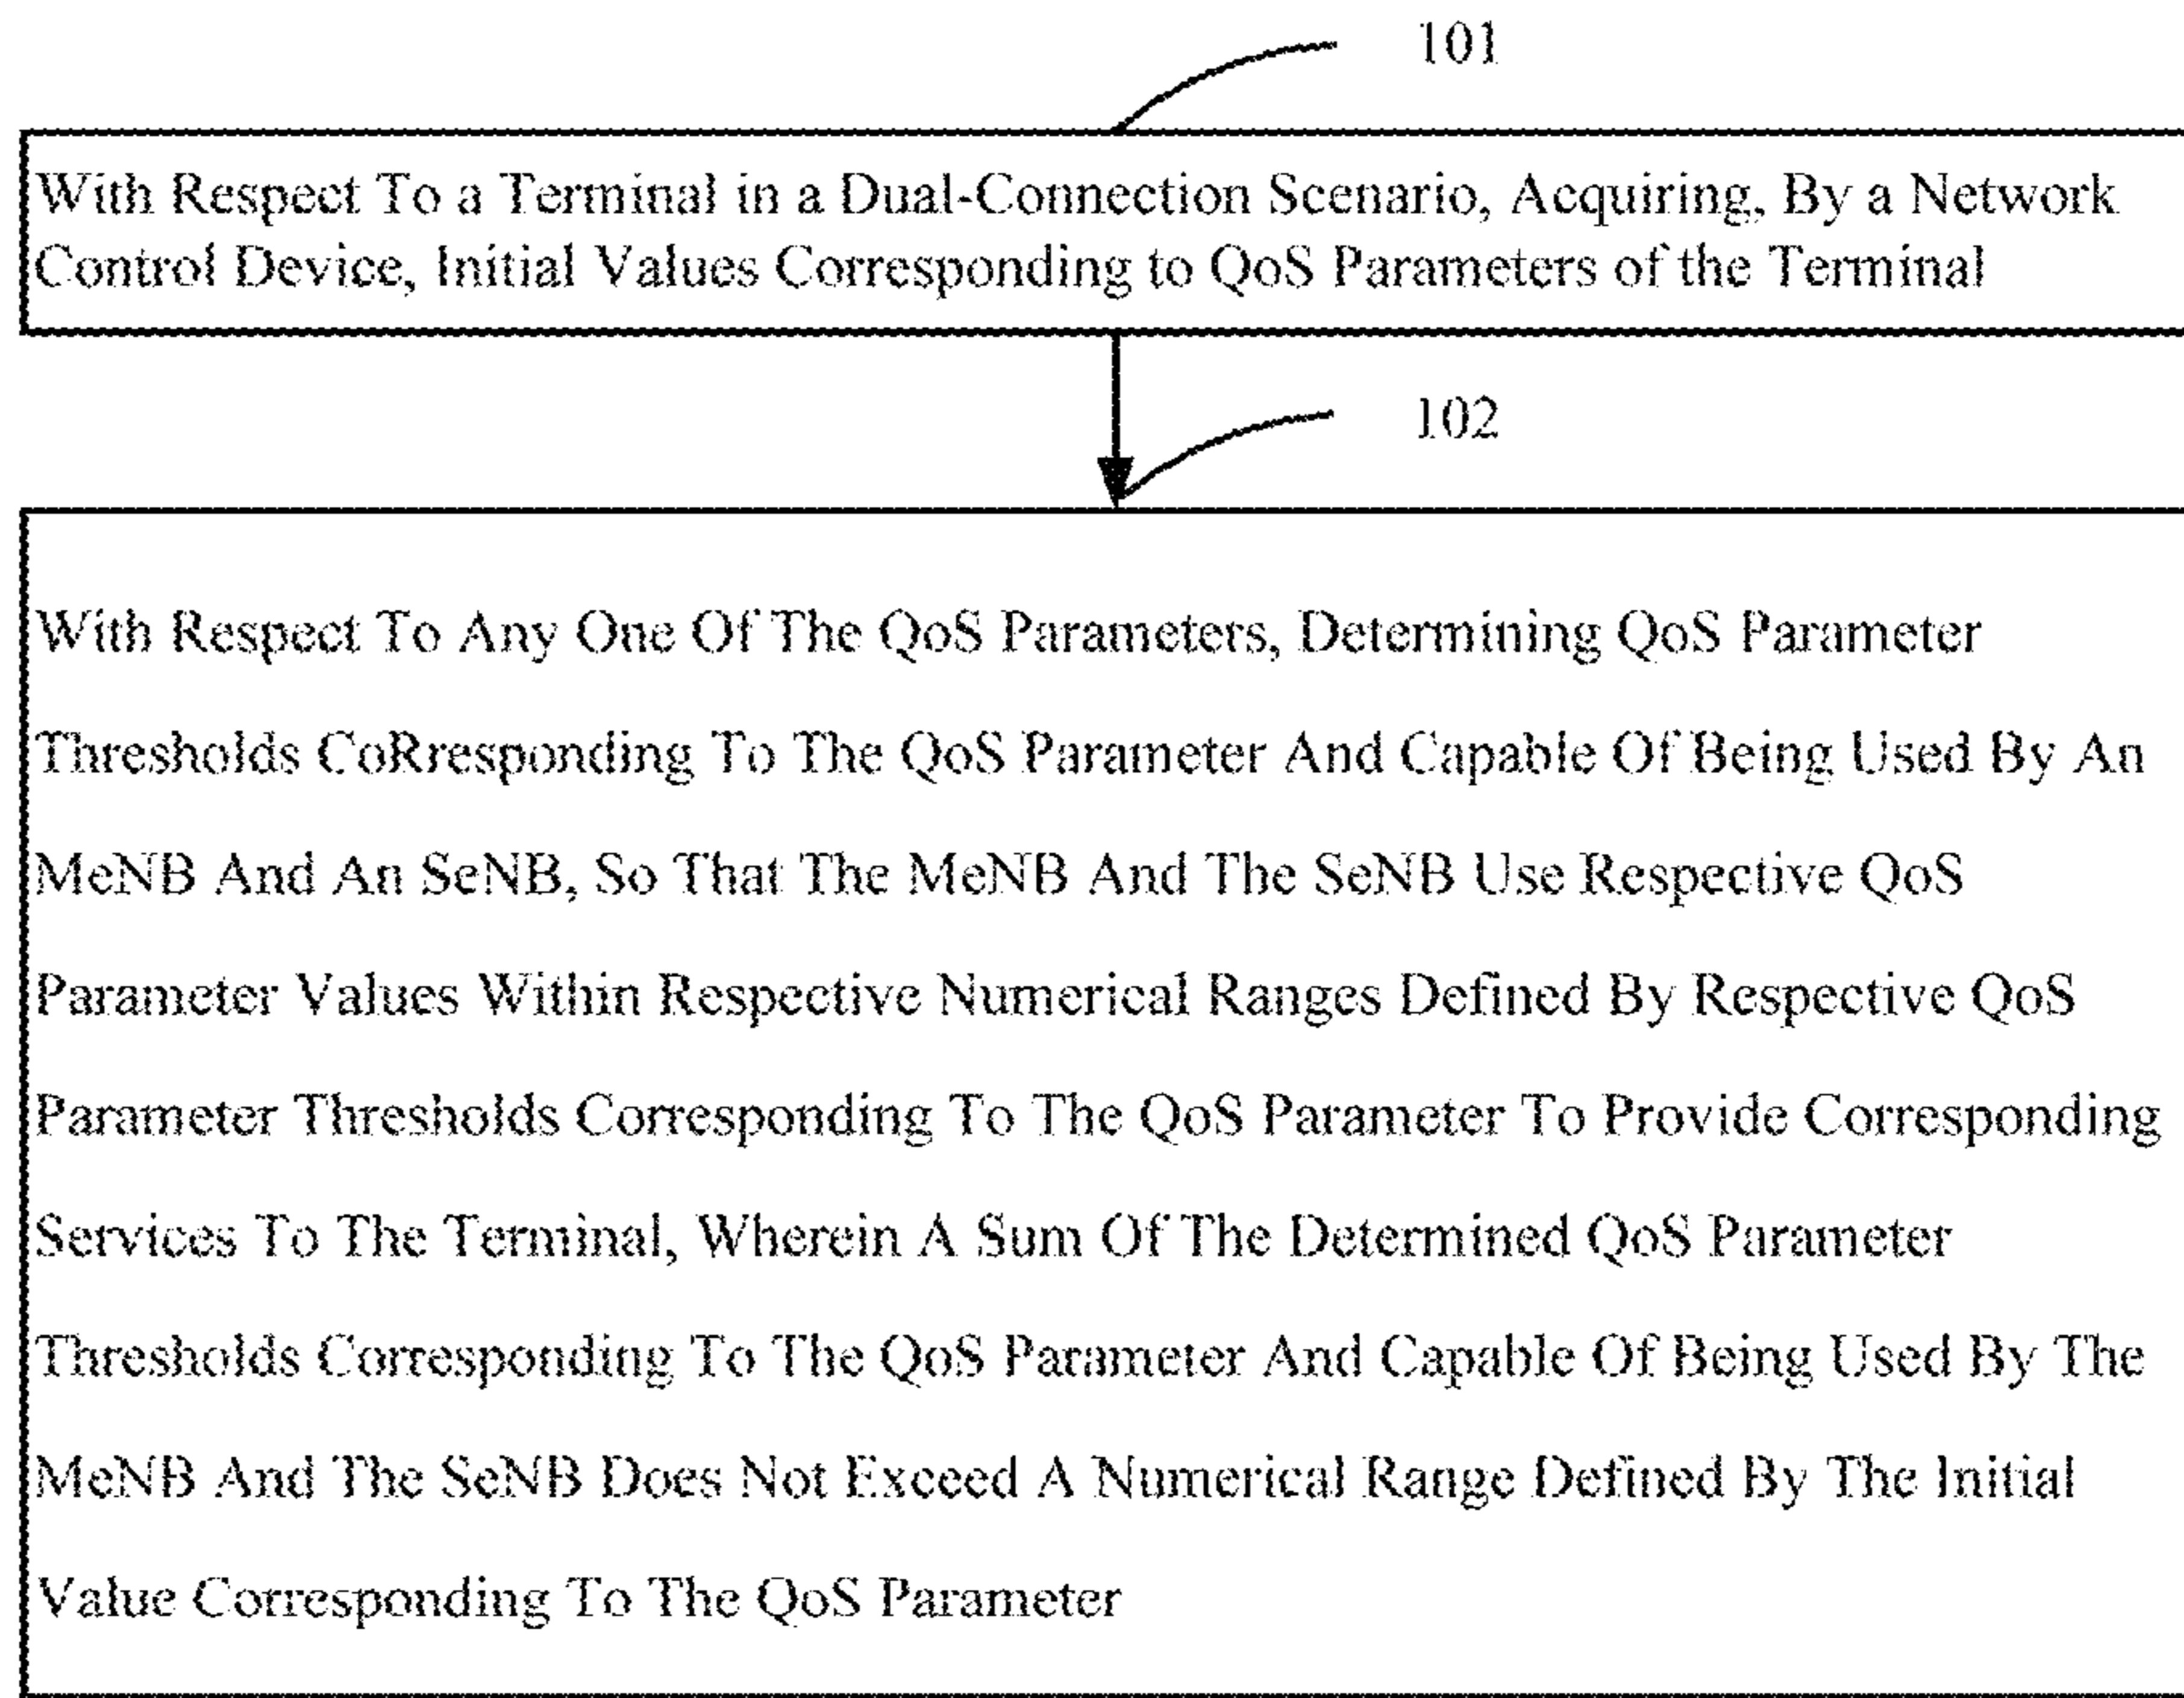 101
With Respect To a Terminal in a Dual-Connection Scenario, Acquiring, By a Network
Control Device, Initial Values Corresponding to QoS Parameters of the Terminal
102
With Respect To Any One Of The QoS Parameters, Determining QoS Parameter
Thresholds CoRresponding To The QoS Parameter And Capable Of Being Used By An
MeNB And An SeNB, So That The MeNB And The SeNB Use Respective QoS
Parameter Values Within Respective Numerical Ranges Defined By Respective QoS
Parameter Thresholds Corresponding To The QoS Parameter To Provide Corresponding
Services To The Terminal, Wherein A Sum Of The Determined QoS Parameter
Thresholds Corresponding To The QoS Parameter And Capable Of Being Used By The
MeNB And The SeNB Does Not Exceed A Numerical Range Defined By The Initial
Value Corresponding To The QoS Parameter